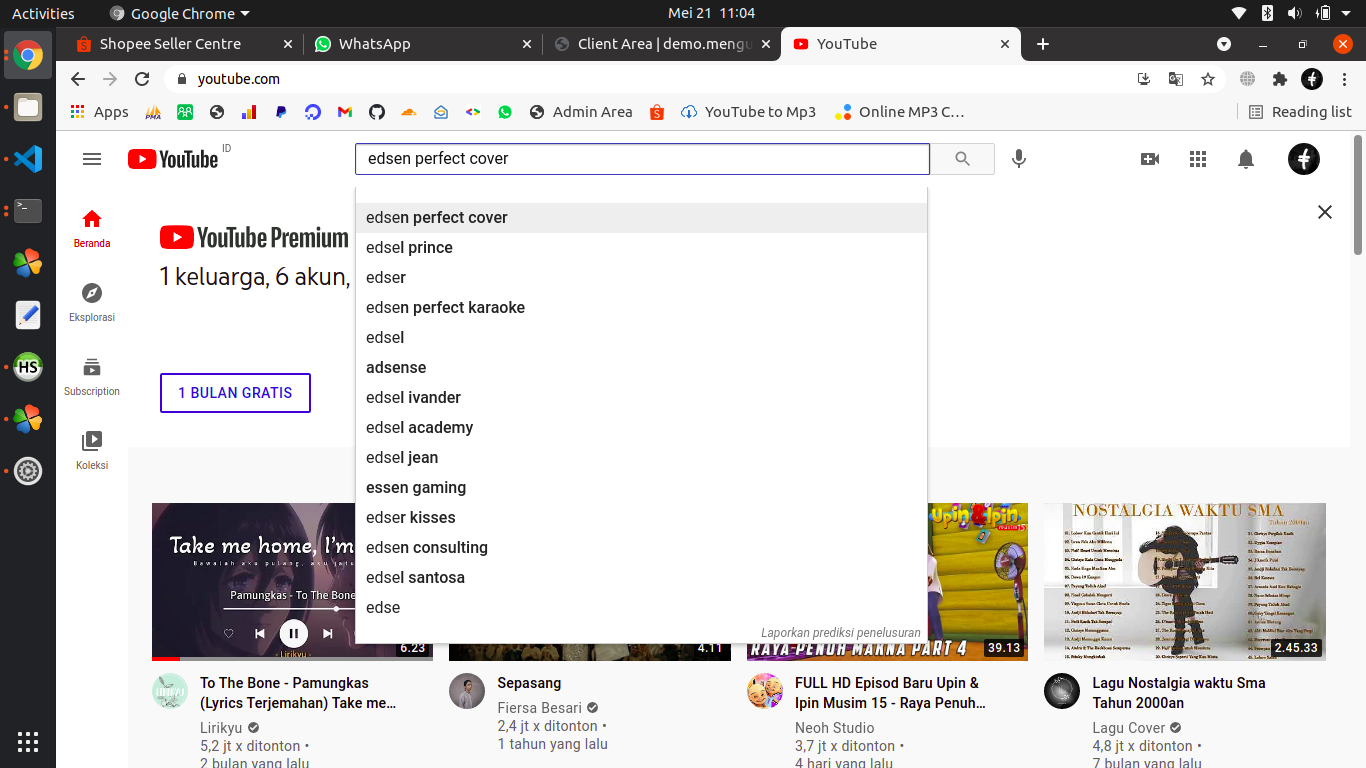 Activities
Google Chrome
Mei 21 11:04
Shopee Seller Centre
WhatsApp
Client Area | demo.mengu
YouTube
youtube.com
Apps
PMA
Admin Area
YouTube to Mp3
Online MP3 C…
Reading list
YouTube ID
edsen perfect cover
Beranda
Eksplorasi
Subscription
Koleksi
YouTube Premium
1 keluarga, 6 akun,
1 BULAN GRATIS
edsen perfect cover
edsel prince
edser
edsen perfect karaoke
edsel
adsense
edsel ivander
edsel academy
edsel jean
essen gaming
edser kisses
edsen consulting
edsel santosa
edse
Laporkan prediksi penelusuran
Take me home, I'm
Pamungkas - To The Bone
- Lirikyu -
6.23
4.11
Upin & Ipin
RAYA PENUH MAKNA PART 4
39.13
NOSTALGIA WAKTU SMA
Tahun 2000an
2.45.33
To The Bone - Pamungkas
(Lyrics Terjemahan) Take me…
Lirikyu
5,2 jt x ditonton •
2 bulan yang lalu
Sepasang
Fiersa Besari
2,4 jt x ditonton •
1 tahun yang lalu
FULL HD Episod Baru Upin &
Ipin Musim 15 - Raya Penuh…
Neoh Studio
3,7 jt x ditonton •
4 hari yang lalu
Lagu Nostalgia waktu Sma
Tahun 2000an
Lagu Cover
4,8 jt x ditonton •
7 bulan yang lalu
HS